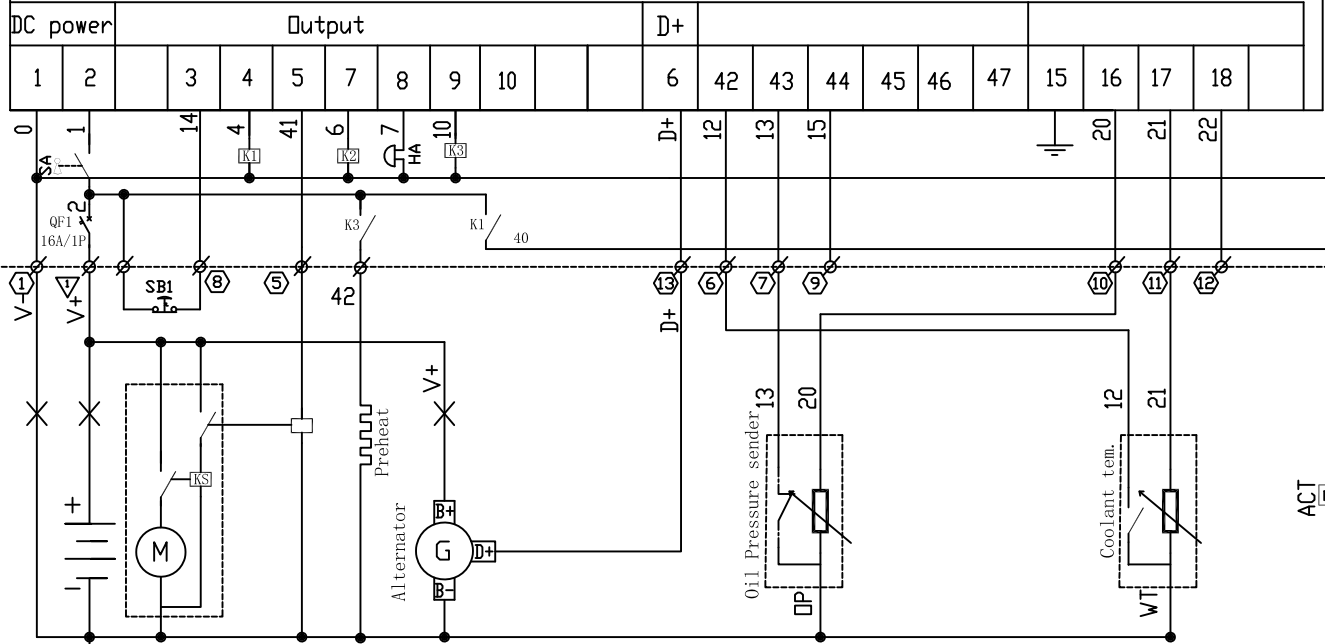 DC power Output D+
1 2 3 4 5 7 8 9 10 6 42 43 44 45 46 47 15 16 17 18
0 1 14 4 41 6 7 10 D+ 12 13 15 20 21 22
SA K1 K2 HA K3
2
QF1 K3 K1
16A/1P 40
1 1 8 5 13 6 7 9 10 11 12
V- V+ SB1 42 D+
V+
13 20 12 21
Preheat
Oil Pressure sender
Coolant tem.
KS
+ B+
Alternator
M G D+
ACT
- B-
OP WT